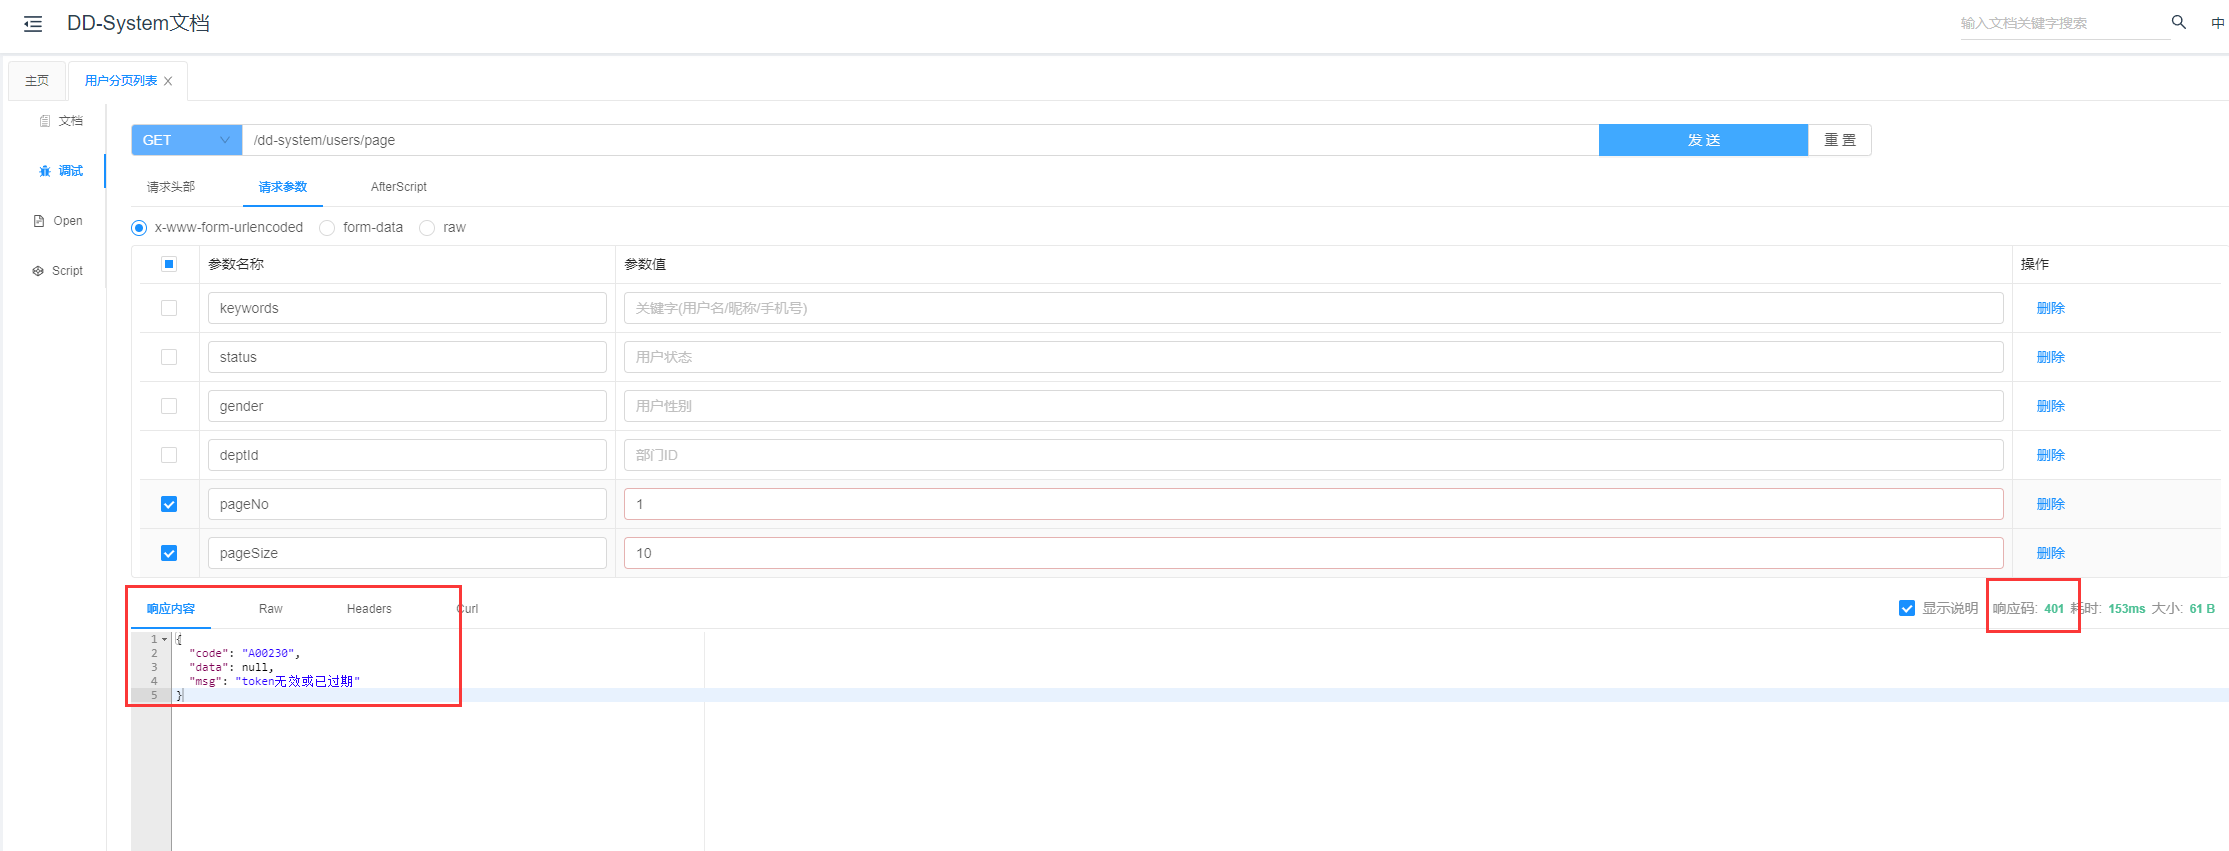 DD-System文档
输入文档关键字搜索
中
主页
用户分页列表
文档
调试
Open
Script
GET
/dd-system/users/page
发 送
重 置
请求头部
请求参数
AfterScript
x-www-form-urlencoded
form-data
raw
参数名称
参数值
操作
keywords
关键字(用户名/昵称/手机号)
删除
status
用户状态
删除
gender
用户性别
删除
deptId
部门ID
删除
pageNo
1
删除
pageSize
10
删除
响应内容
Raw
Headers
Curl
显示说明
响应码: 401
耗时: 153ms
大小: 61 B
1 {
2 "code": "A00230",
3 "data": null,
4 "msg": "token无效或已过期"
5 }